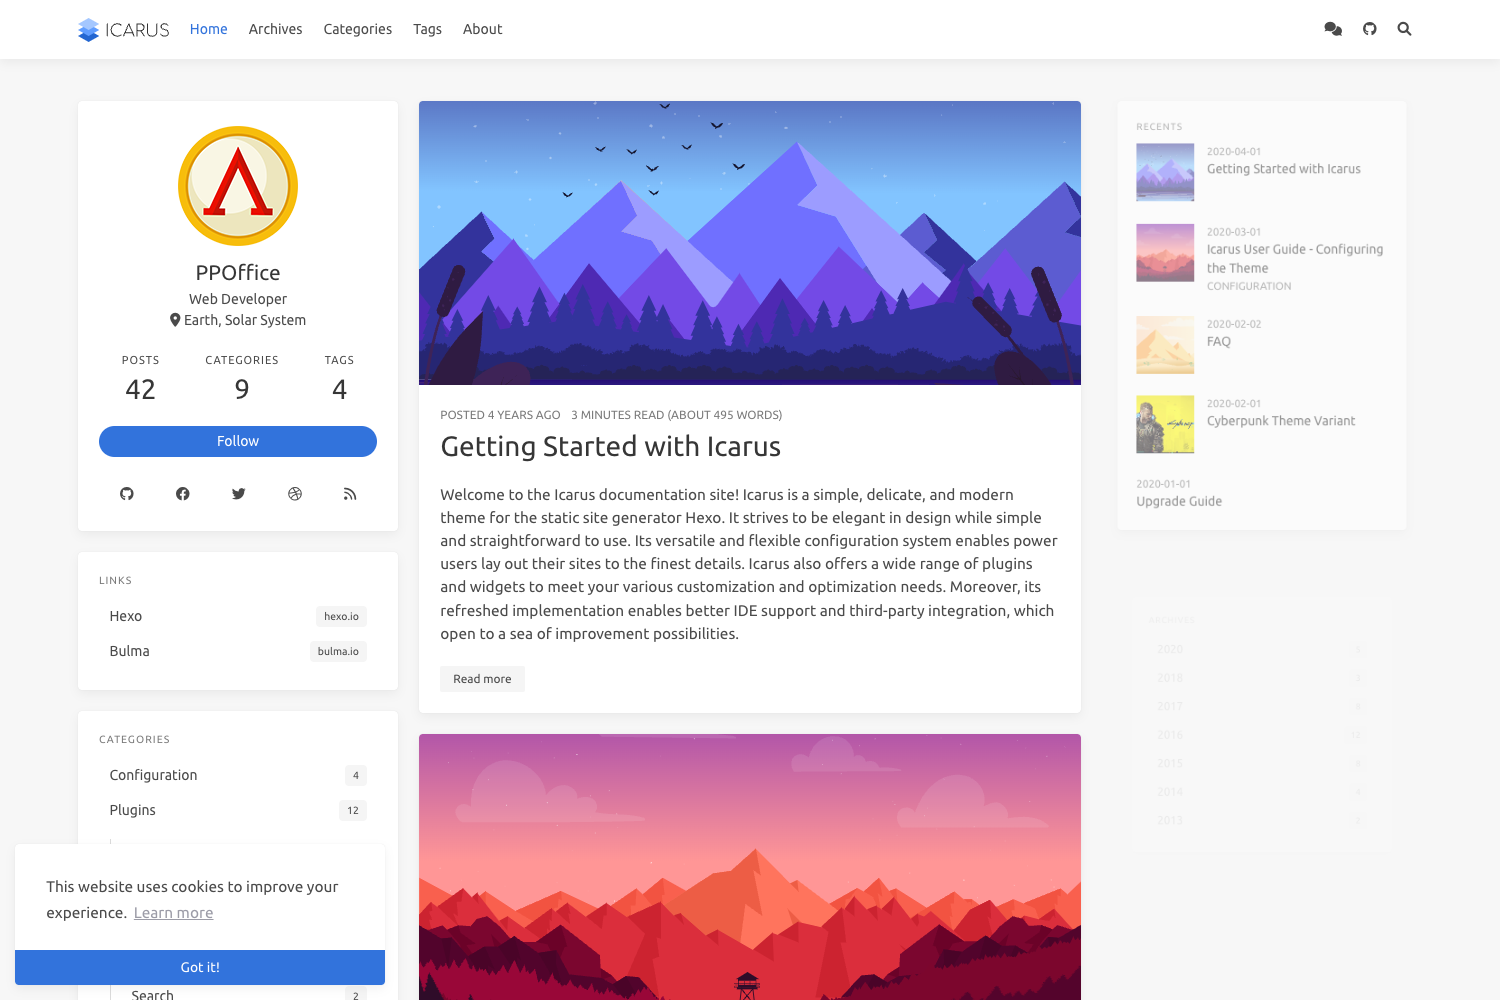 ICARUS Home Archives Categories Tags About
PPOffice
Web Developer
Earth, Solar System
POSTS CATEGORIES TAGS
42 9 4
Follow
LINKS
Hexo hexo.io
Bulma bulma.io
CATEGORIES
Configuration 4
Plugins 12
This website uses cookies to improve your
experience. Learn more
Got it!
Search 2
POSTED 4 YEARS AGO 3 MINUTES READ (ABOUT 495 WORDS)
Getting Started with Icarus
Welcome to the Icarus documentation site! Icarus is a simple, delicate, and modern
theme for the static site generator Hexo. It strives to be elegant in design while simple
and straightforward to use. Its versatile and flexible configuration system enables power
users lay out their sites to the finest details. Icarus also offers a wide range of plugins
and widgets to meet your various customization and optimization needs. Moreover, its
refreshed implementation enables better IDE support and third-party integration, which
open to a sea of improvement possibilities.
Read more
RECENTS
2020-04-01
Getting Started with Icarus
2020-03-01
Icarus User Guide - Configuring
the Theme
CONFIGURATION
2020-02-02
FAQ
2020-02-01
Cyberpunk Theme Variant
2020-01-01
Upgrade Guide
ARCHIVES
2020
2018
2017
2016
2015
2014
2013